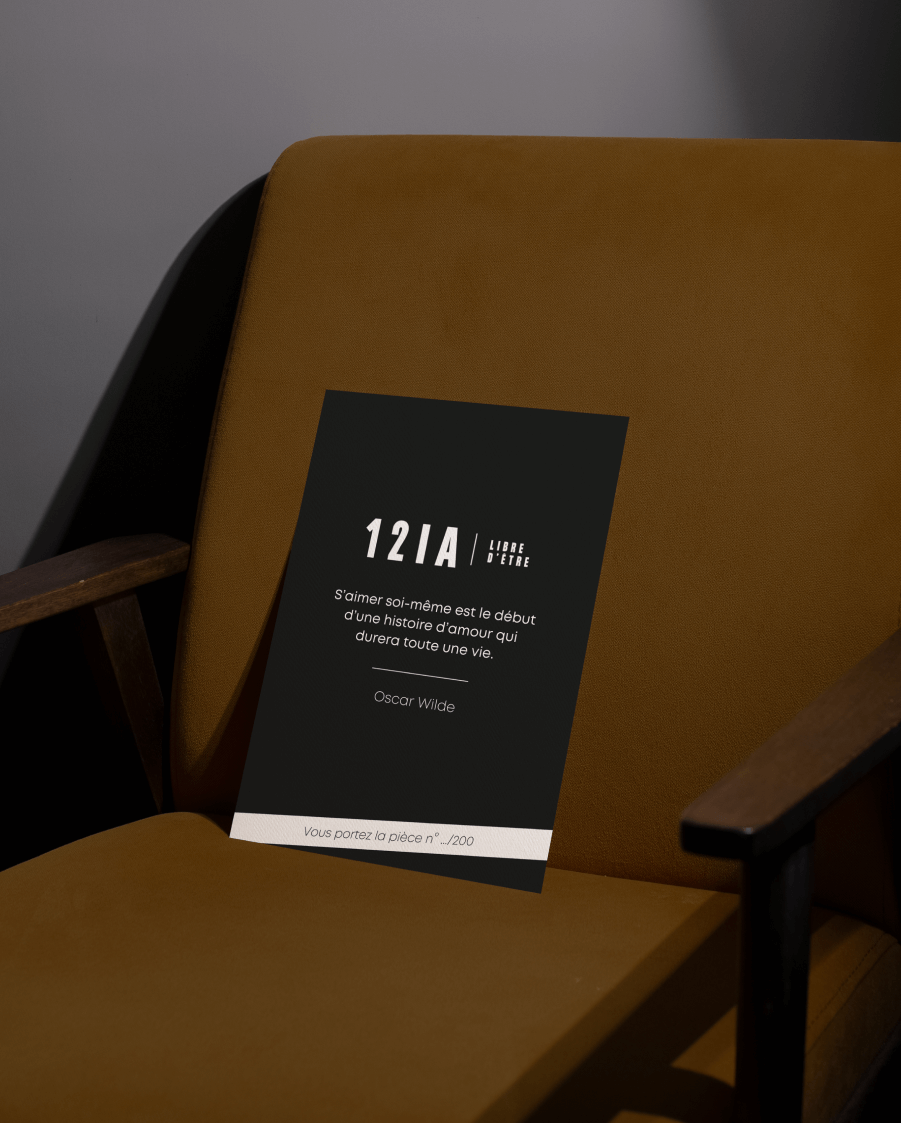 12IA | LIBRE
D'ÊTRE
S'aimer soi-même est le début
d'une histoire d'amour qui
durera toute une vie.
Oscar Wilde
Vous portez la pièce n° .../200